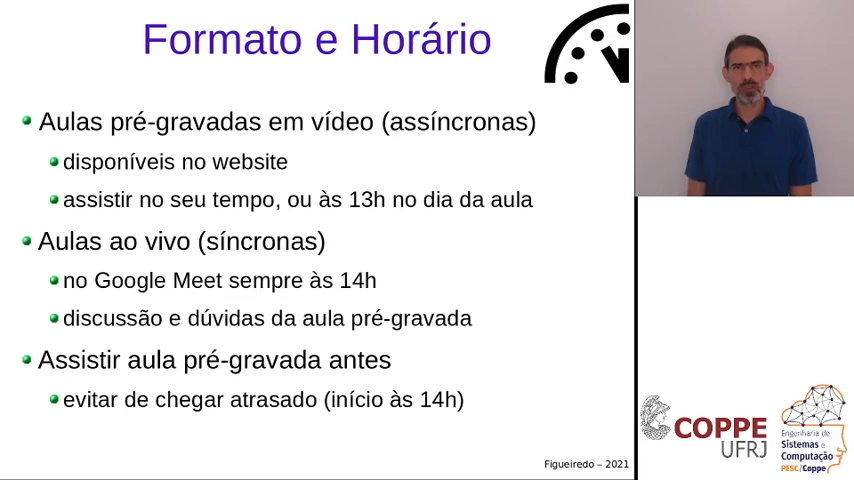 Formato e Horário
Aulas pré-gravadas em vídeo (assíncronas)
disponíveis no website
assistir no seu tempo, ou às 13h no dia da aula
Aulas ao vivo (síncronas)
no Google Meet sempre às 14h
discussão e dúvidas da aula pré-gravada
Assistir aula pré-gravada antes
evitar de chegar atrasado (início às 14h)
Figueiredo – 2021
COPPE
UFRJ
Engenharia de
Sistemas e
Computação
PESC/Coppe